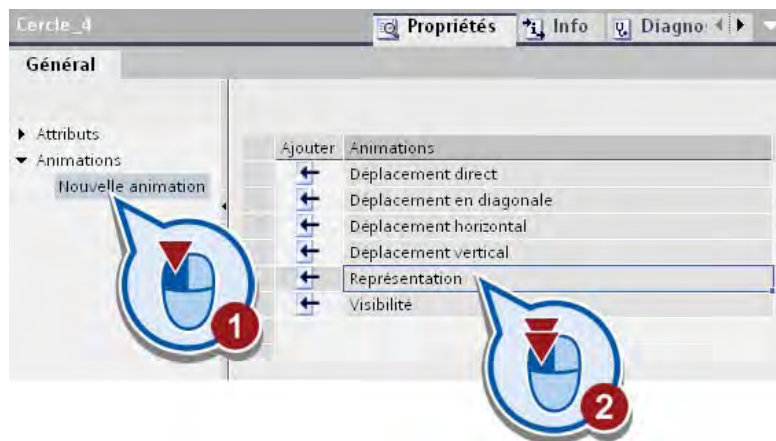 Cercle_4
Propriétés
Info
Diagno
Général
Attributs
Animations
Nouvelle animation
Ajouter Animations
Déplacement direct
Déplacement en diagonale
Déplacement horizontal
Déplacement vertical
Représentation
Visibilité
1
2